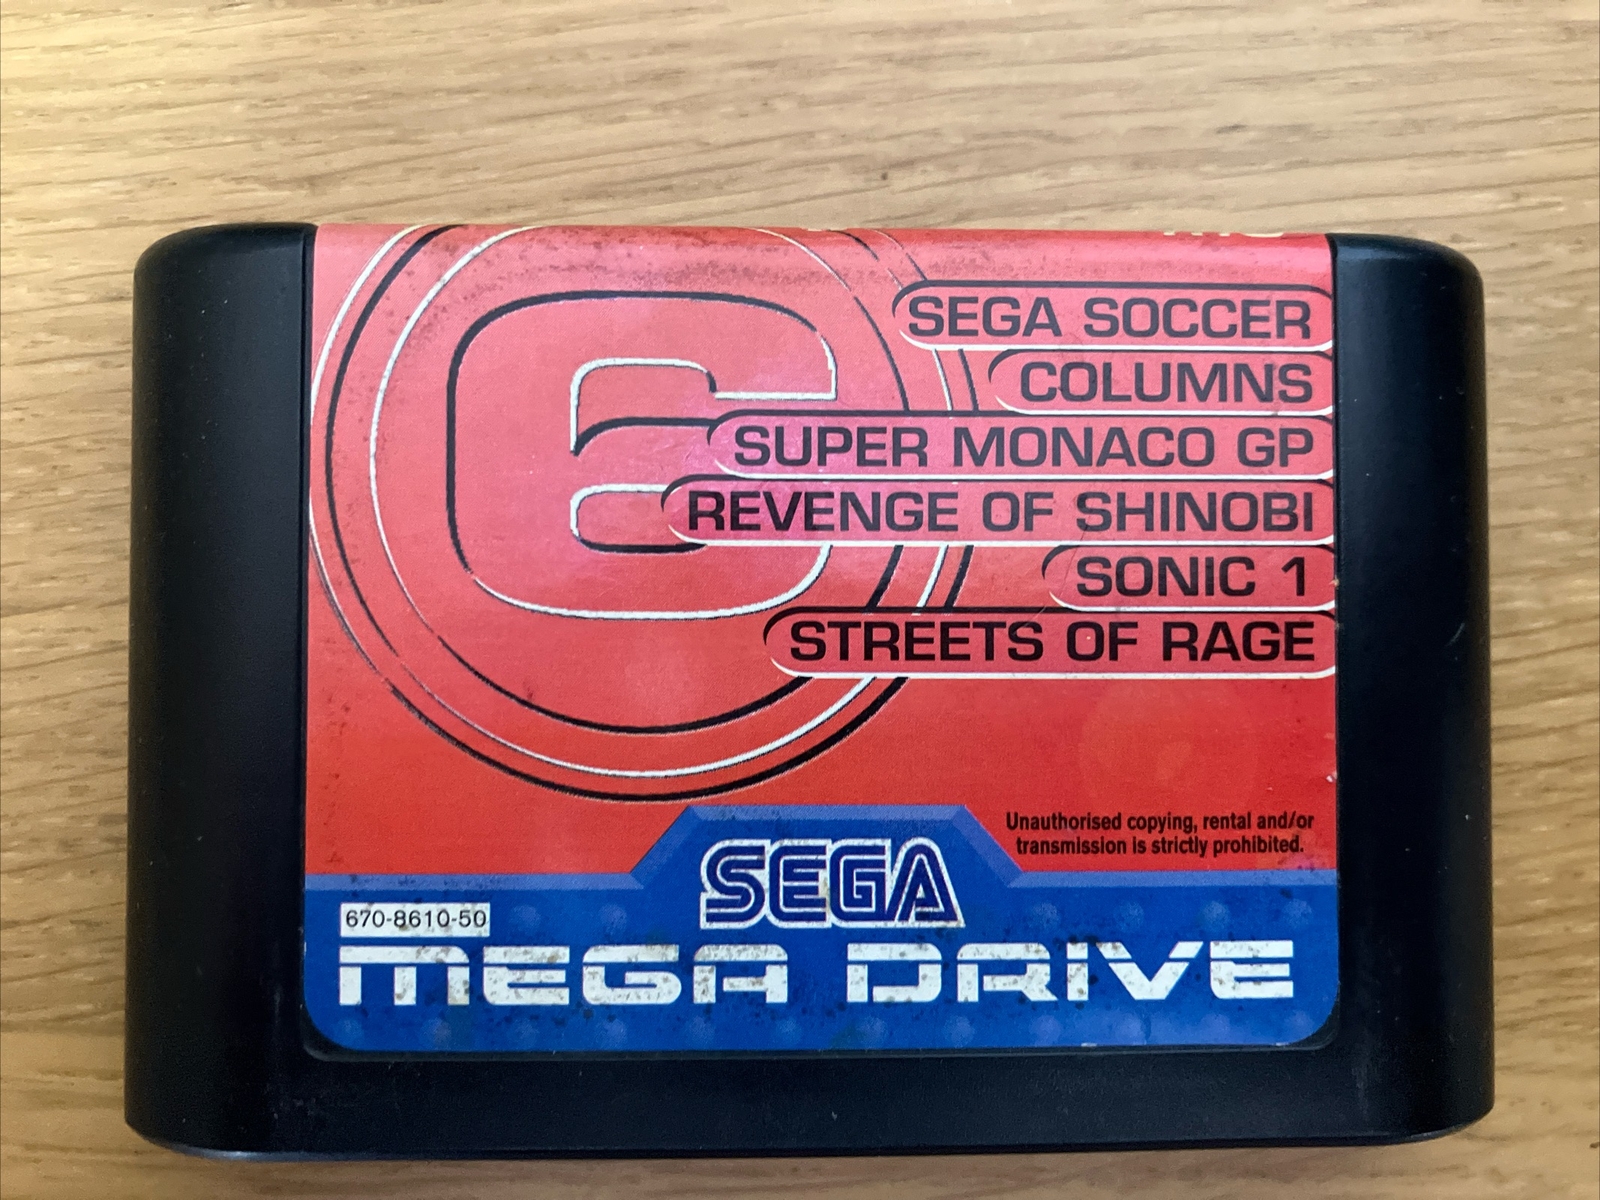 6
SEGA SOCCER
COLUMNS
SUPER MONACO GP
REVENGE OF SHINOBI
SONIC 1
STREETS OF RAGE
Unauthorised copying, rental and/or
transmission is strictly prohibited.
SEGA
670-8610-50
MEGA DRIVE